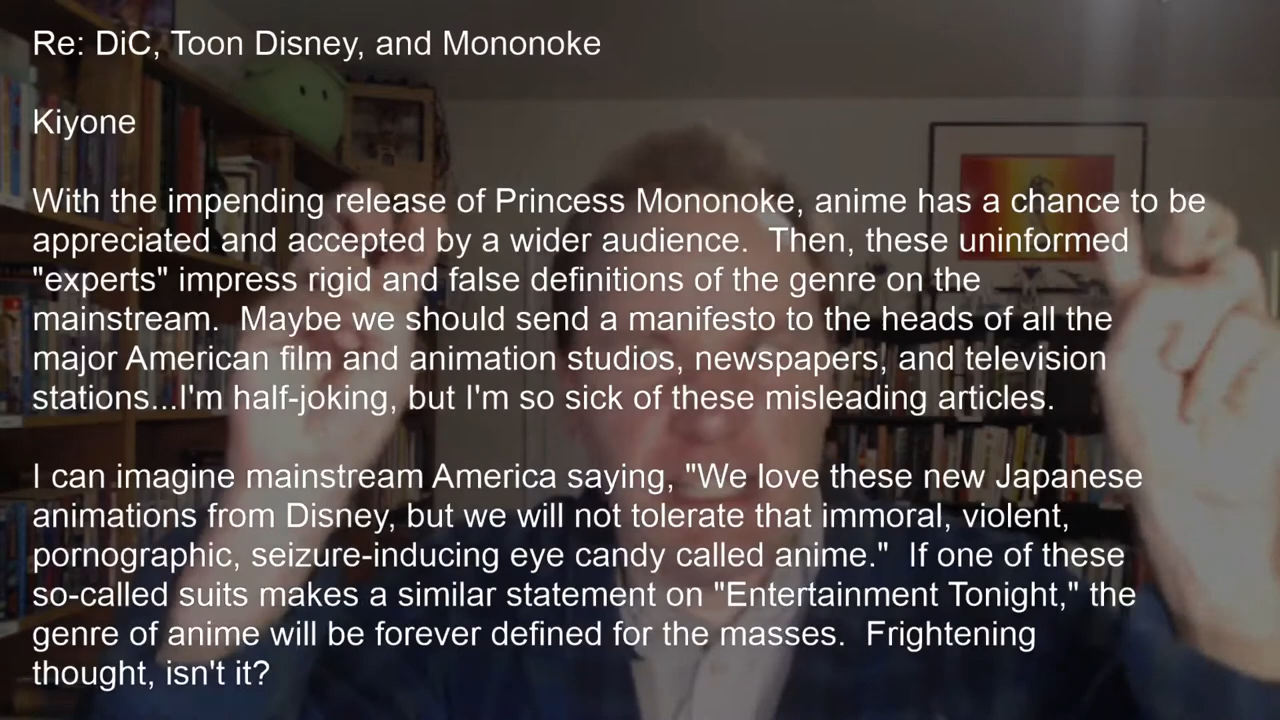 Re: DiC, Toon Disney, and Mononoke
Kiyone
With the impending release of Princess Mononoke, anime has a chance to be
appreciated and accepted by a wider audience.  Then, these uninformed
"experts" impress rigid and false definitions of the genre on the
mainstream.  Maybe we should send a manifesto to the heads of all the
major American film and animation studios, newspapers, and television
stations...I'm half-joking, but I'm so sick of these misleading articles.
I can imagine mainstream America saying, "We love these new Japanese
animations from Disney, but we will not tolerate that immoral, violent,
pornographic, seizure-inducing eye candy called anime."  If one of these
so-called suits makes a similar statement on "Entertainment Tonight," the
genre of anime will be forever defined for the masses.  Frightening
thought, isn't it?